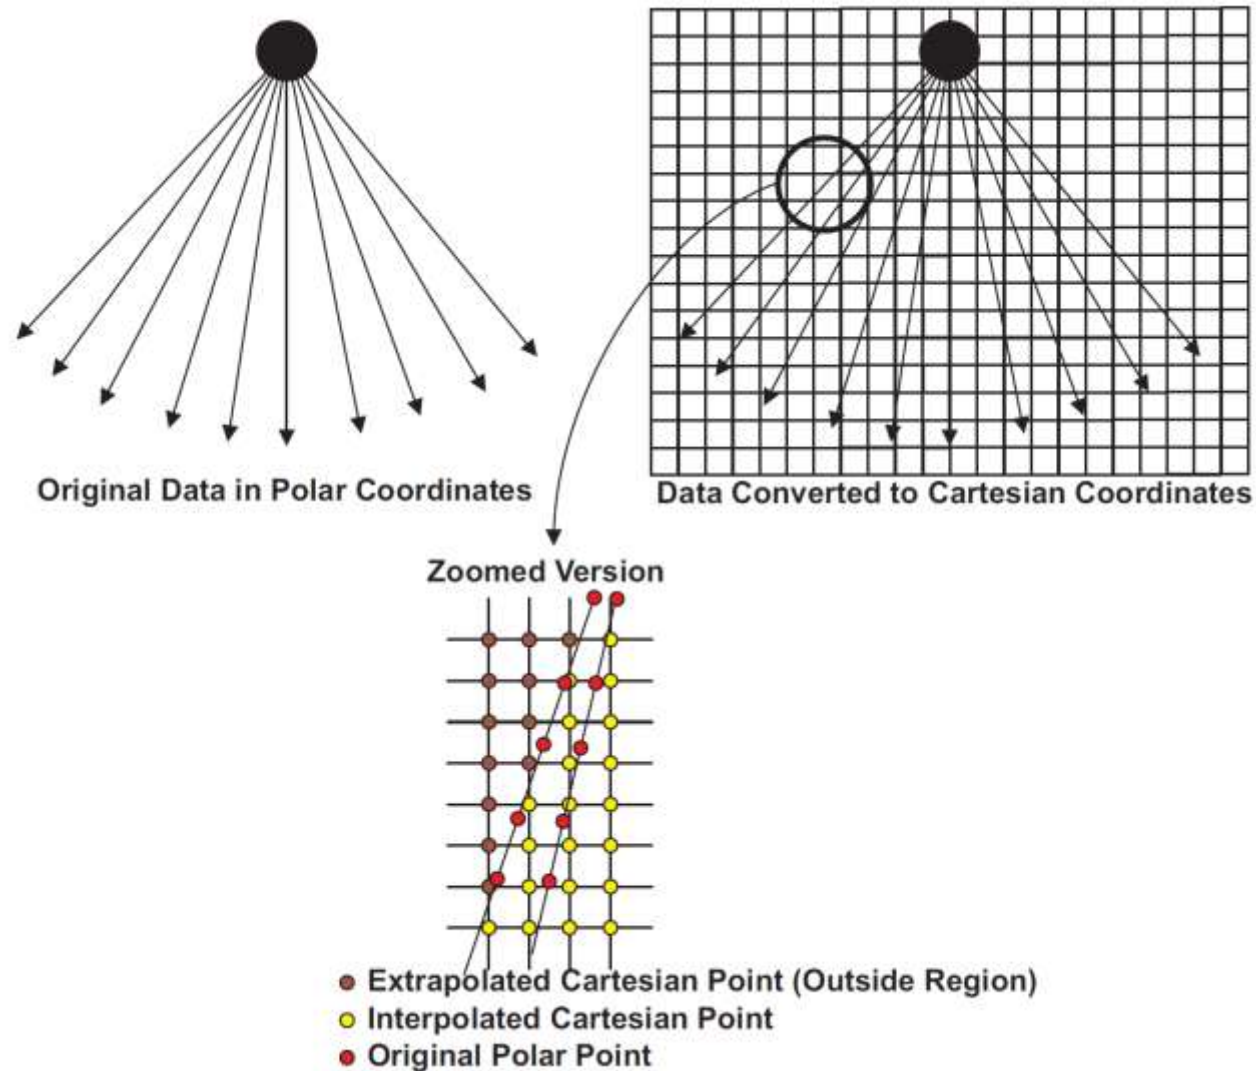 Original Data in Polar Coordinates
Data Converted to Cartesian Coordinates
Zoomed Version
Extrapolated Cartesian Point (Outside Region)
Interpolated Cartesian Point
Original Polar Point